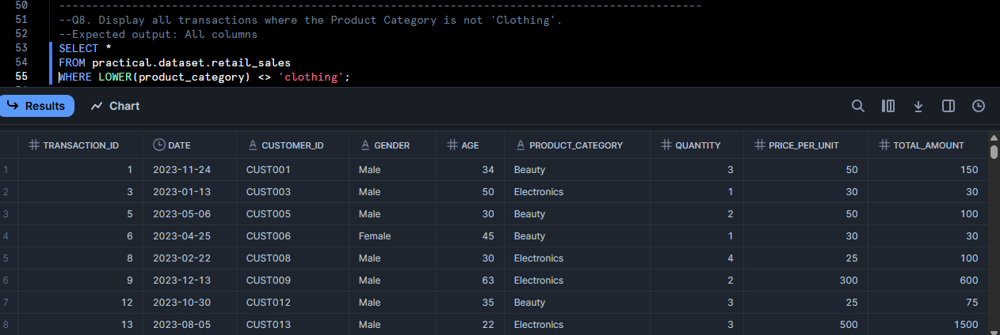 50 ------------------------------------------------------------------------------------------
51 --Q8. Display all transactions where the Product Category is not 'Clothing'.
52 --Expected output: All columns
53 SELECT *
54 FROM practical.dataset.retail_sales
55 WHERE LOWER(product_category) <> 'clothing';
Results Chart
TRANSACTION_ID DATE CUSTOMER_ID GENDER AGE PRODUCT_CATEGORY QUANTITY PRICE_PER_UNIT TOTAL_AMOUNT
1 1 2023-11-24 CUST001 Male 34 Beauty 3 50 150
2 3 2023-01-13 CUST003 Male 50 Electronics 1 30 30
3 5 2023-05-06 CUST005 Male 30 Beauty 2 50 100
4 6 2023-04-25 CUST006 Female 45 Beauty 1 30 30
5 8 2023-02-22 CUST008 Male 30 Electronics 4 25 100
6 9 2023-12-13 CUST009 Male 63 Electronics 2 300 600
7 12 2023-10-30 CUST012 Male 35 Beauty 3 25 75
8 13 2023-08-05 CUST013 Male 22 Electronics 3 500 1500